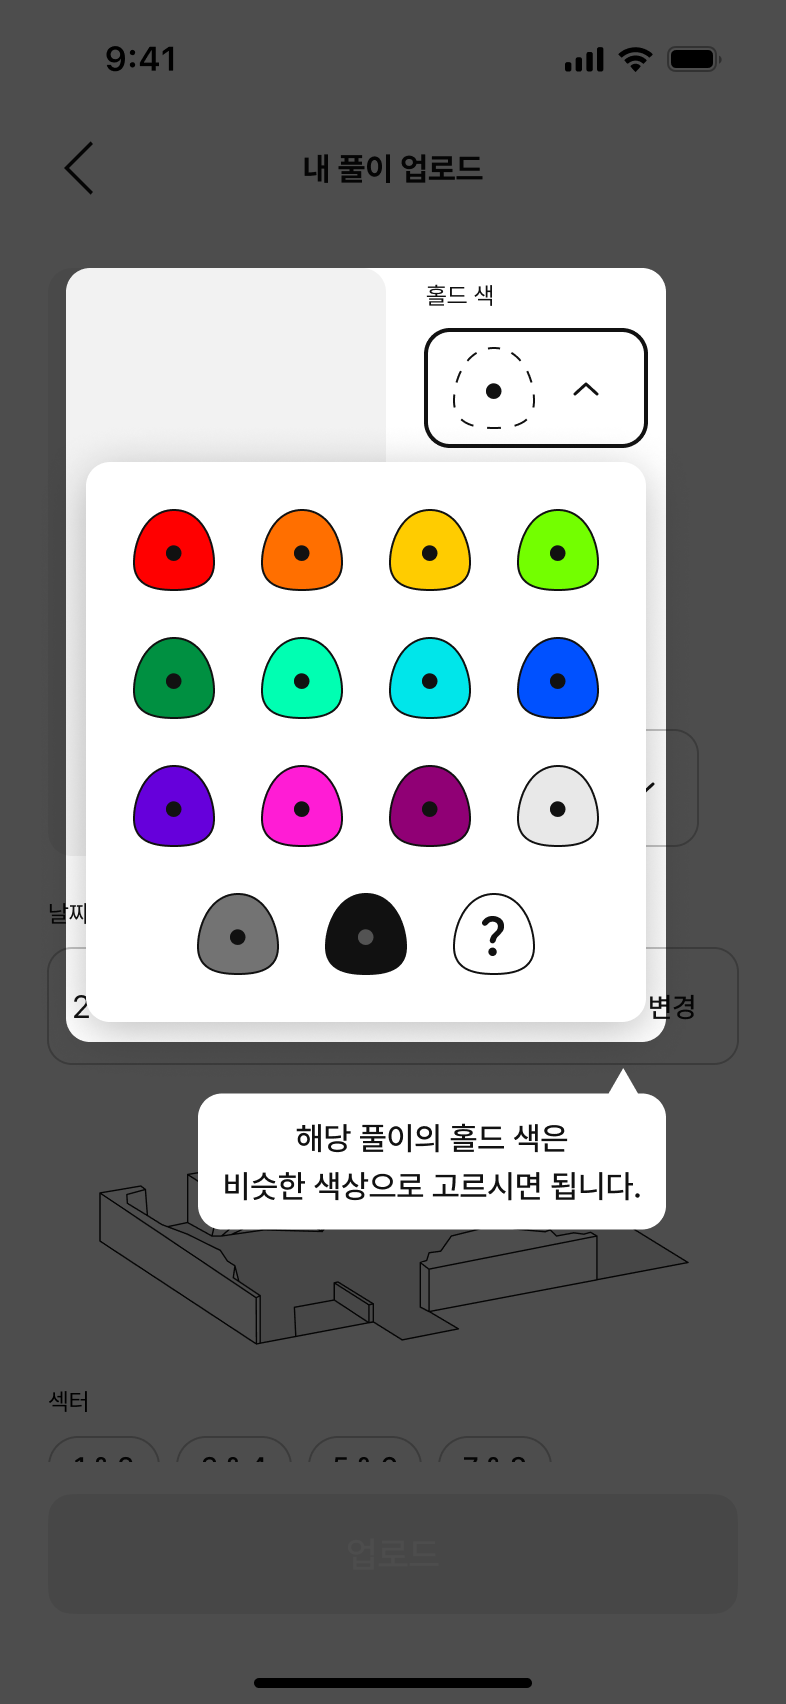 9:41
내 풀이 업로드
홀드 색
?
날짜
2
변경
해당 풀이의 홀드 색은
비슷한 색상으로 고르시면 됩니다.
섹터
업로드